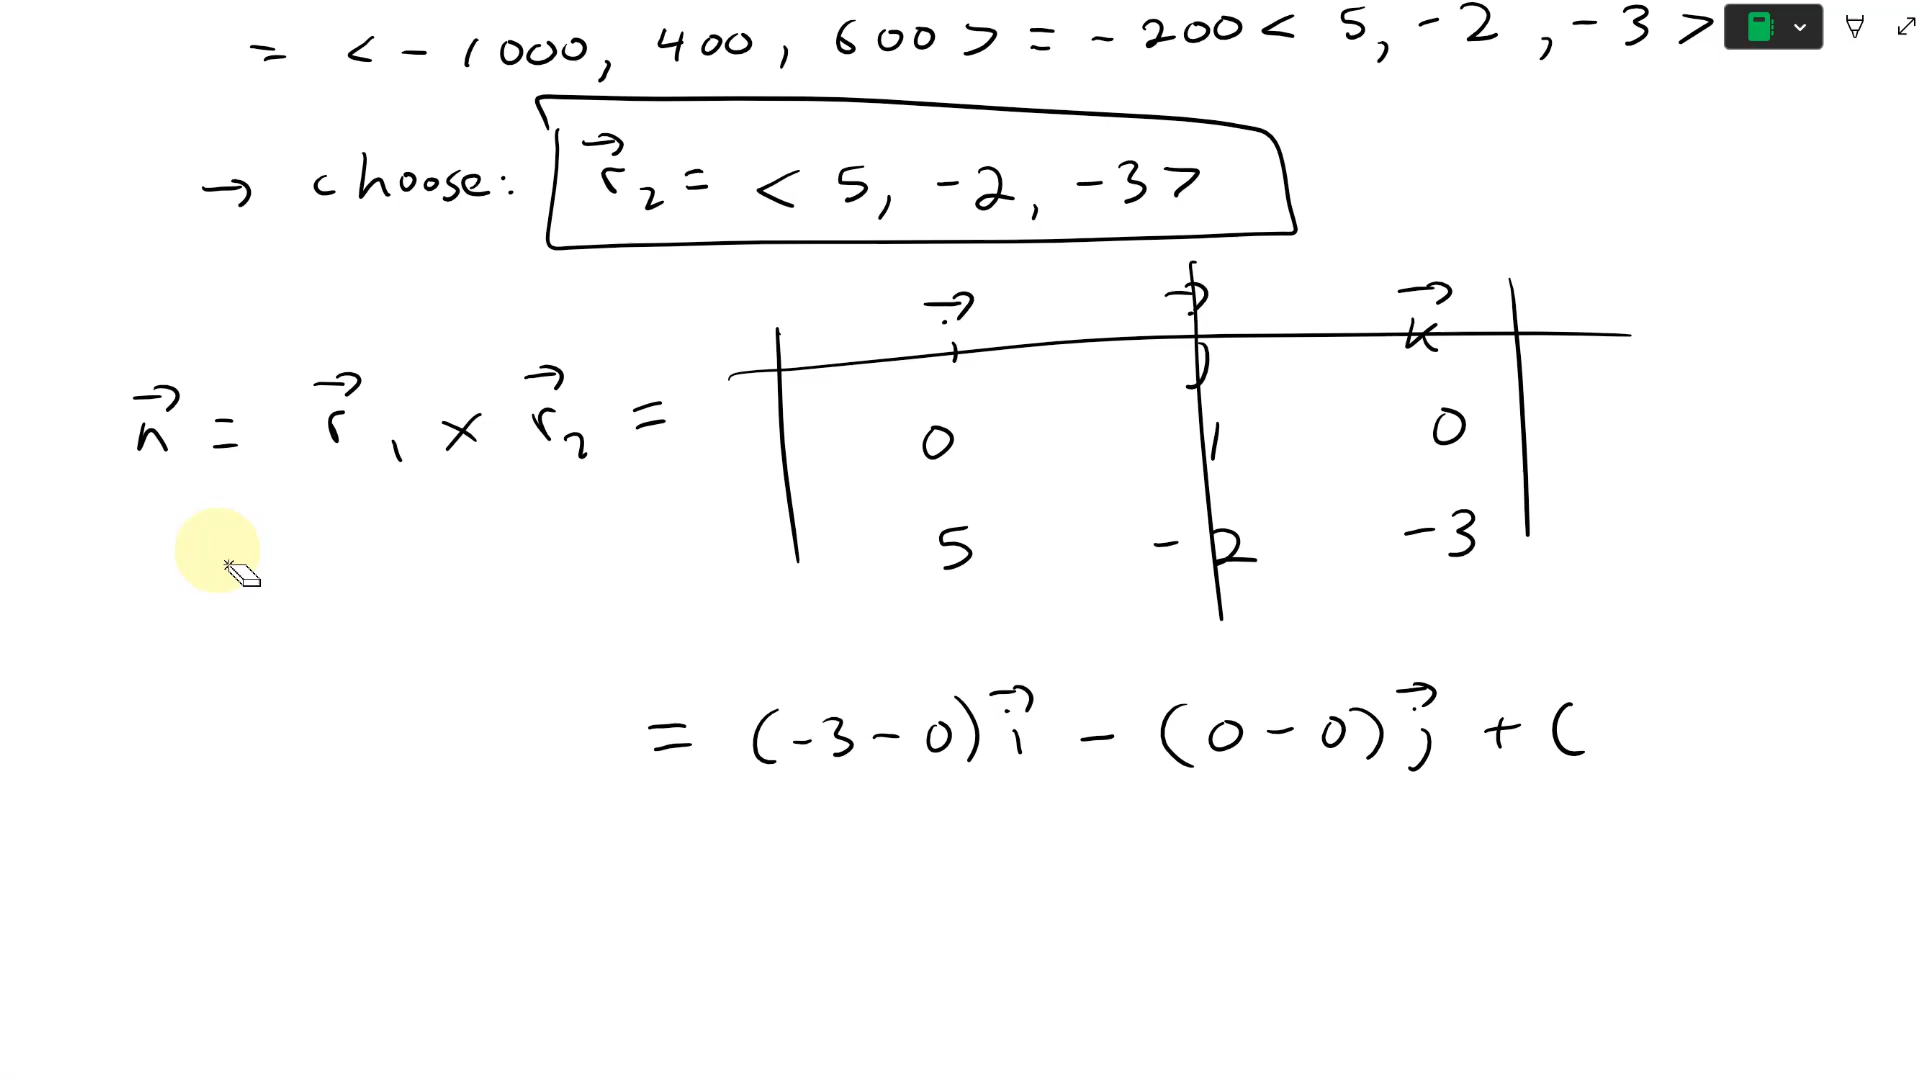 = < - 1000, 400, 600 > = - 200 < 5, - 2, - 3 >
→ choose: r⃗₂ = < 5, -2, -3 >
i⃗ j⃗ k⃗
n⃗ = r⃗₁ × r⃗₂ = 0 1 0
5 -2 -3
= (-3 - 0) i⃗ - (0 - 0) j⃗ + (